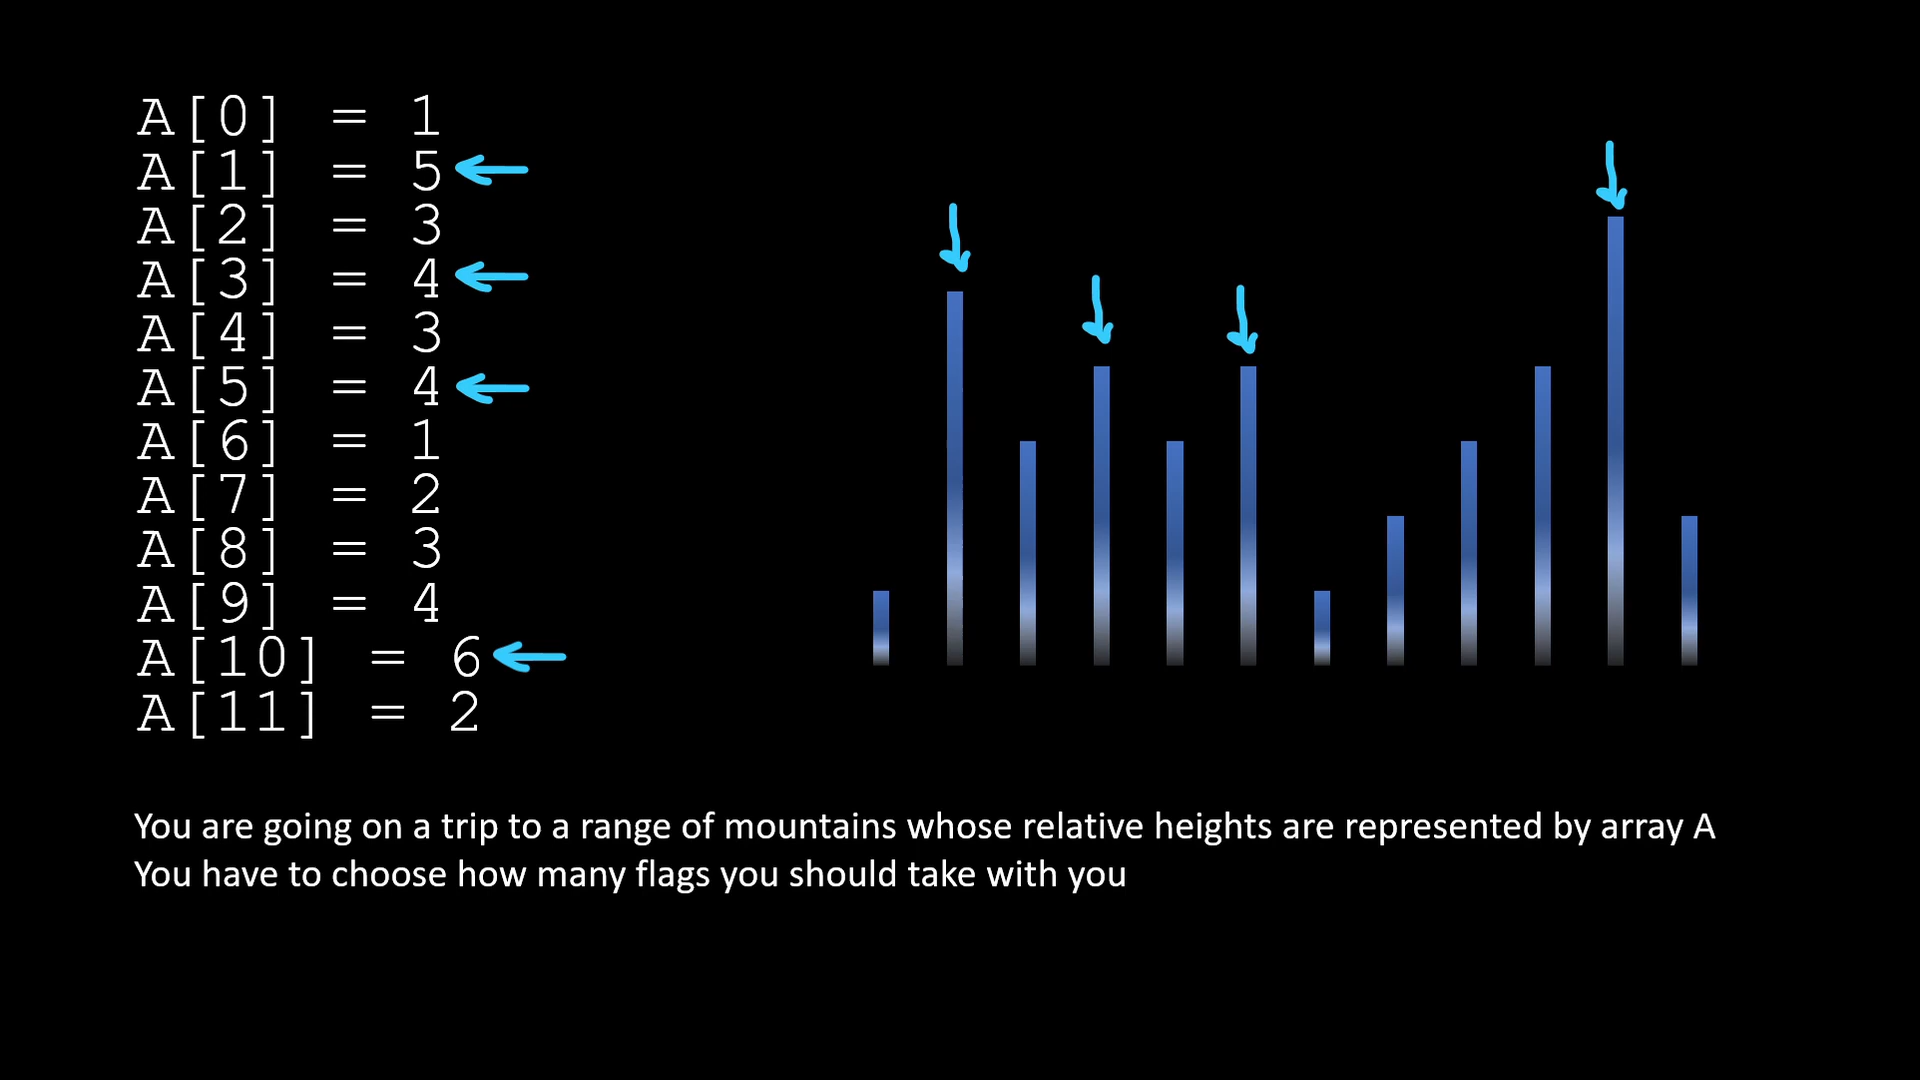 A[0] = 1
A[1] = 5
A[2] = 3
A[3] = 4
A[4] = 3
A[5] = 4
A[6] = 1
A[7] = 2
A[8] = 3
A[9] = 4
A[10] = 6
A[11] = 2
You are going on a trip to a range of mountains whose relative heights are represented by array A
You have to choose how many flags you should take with you